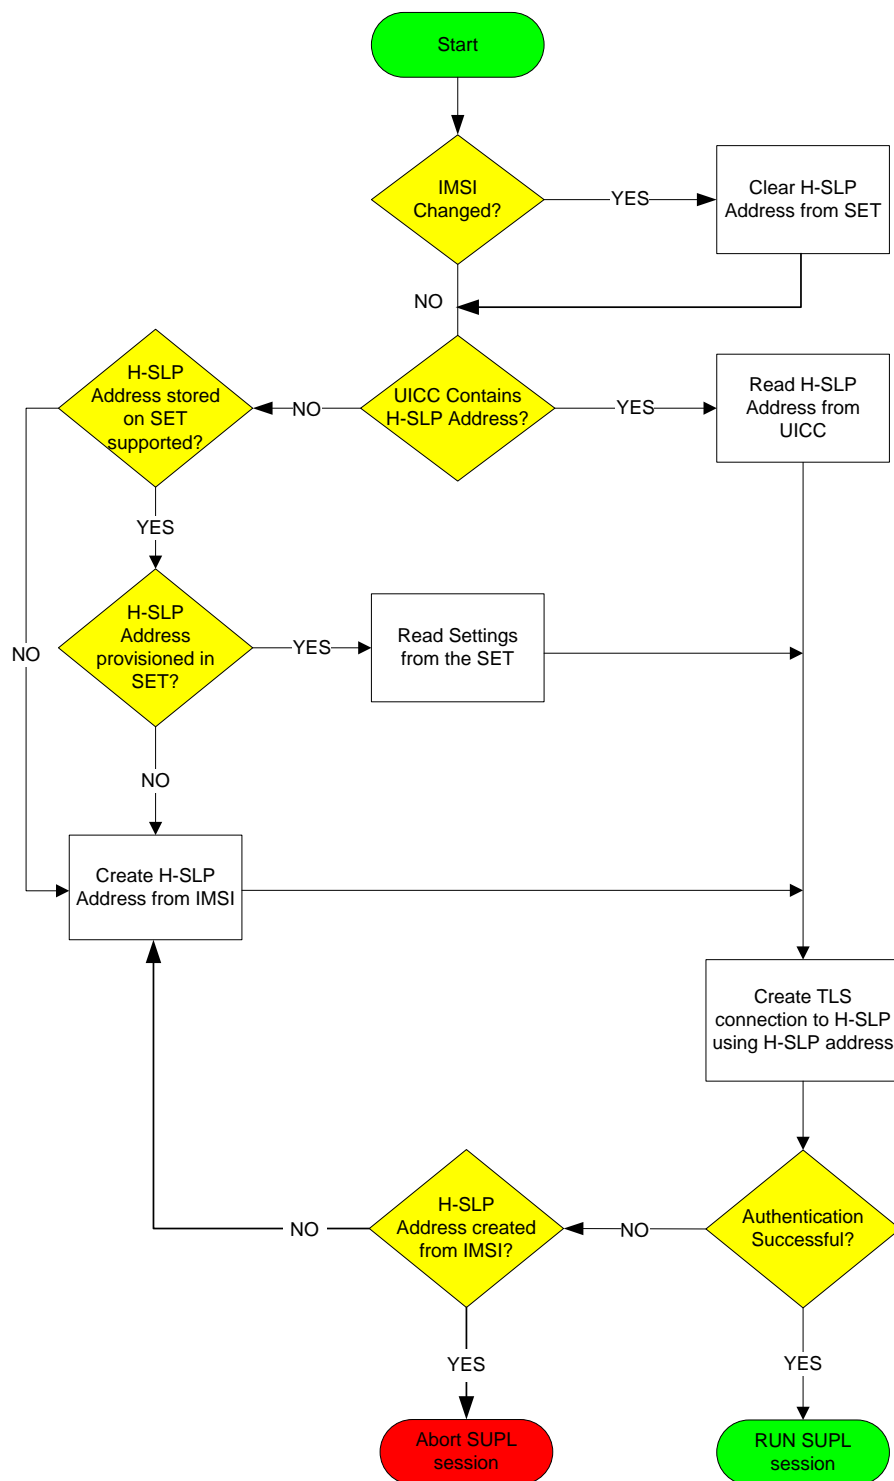 Start
IMSI
Changed?
YES
Clear H-SLP
Address from SET
NO
H-SLP
Address stored
on SET
supported?
NO
UICC Contains
H-SLP Address?
YES
Read H-SLP
Address from
UICC
YES
H-SLP
Address
provisioned in
SET?
YES
Read Settings
from the SET
NO
NO
Create H-SLP
Address from IMSI
Create TLS
connection to H-SLP
using H-SLP address
NO
H-SLP
Address created
from IMSI?
NO
Authentication
Successful?
YES
YES
Abort SUPL
session
RUN SUPL
session